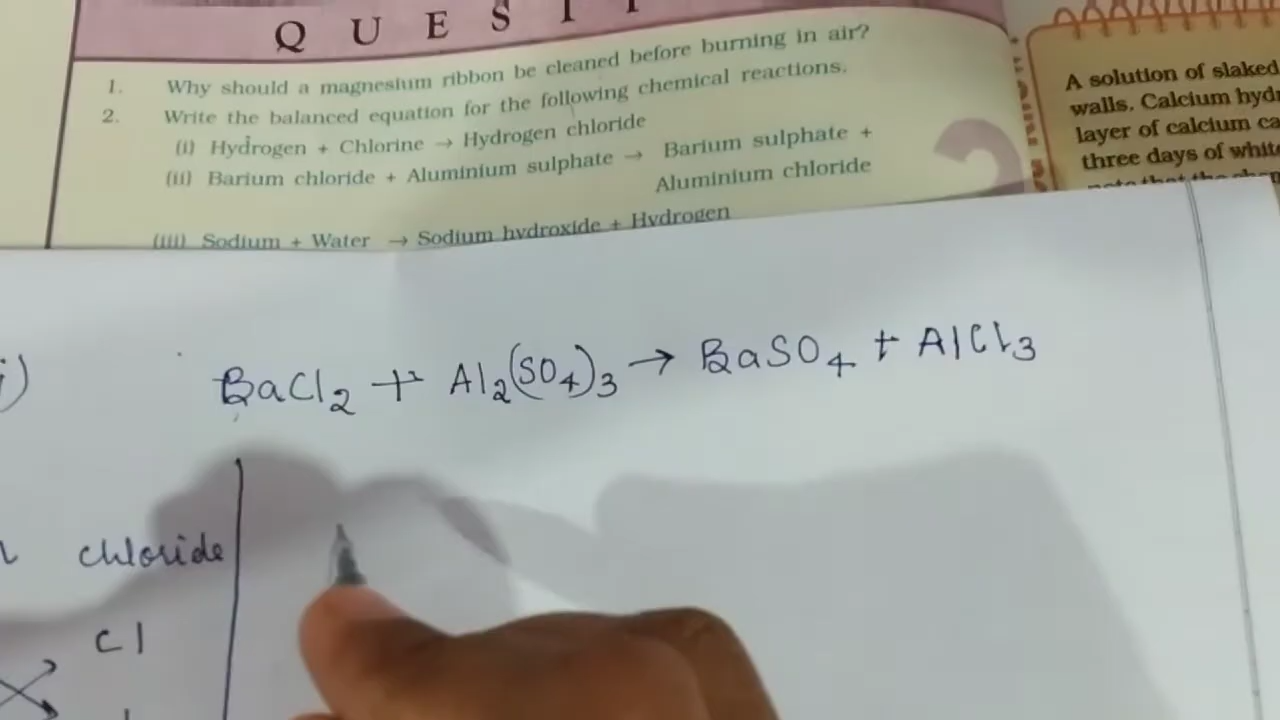 Q U E S T
1. Why should a magnesium ribbon be cleaned before burning in air?
2. Write the balanced equation for the following chemical reactions.
(i) Hydrogen + Chlorine → Hydrogen chloride
(ii) Barium chloride + Aluminium sulphate → Barium sulphate +
Aluminium chloride
(iii) Sodium + Water → Sodium hydroxide + Hydrogen
A solution of slaked
walls. Calcium hyd
layer of calcium ca
three days of white
BaCl2 + Al2(SO4)3 → BaSO4 + AlCl3
chloride
Cl